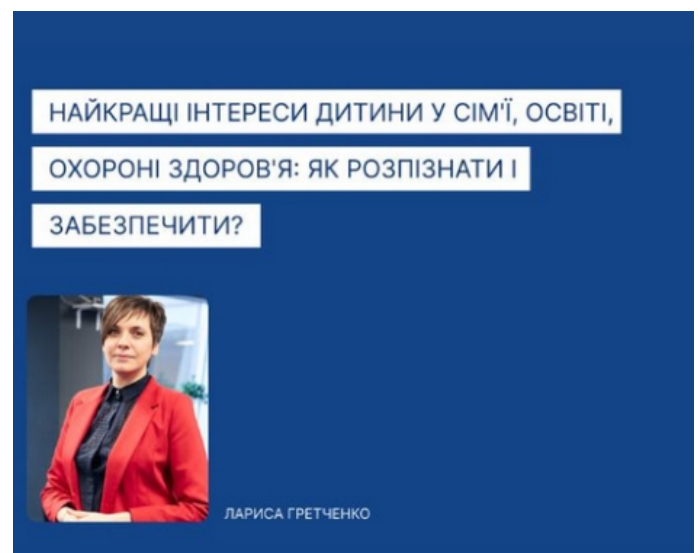 НАЙКРАЩІ ІНТЕРЕСИ ДИТИНИ У СІМ'Ї, ОСВІТІ,
ОХОРОНІ ЗДОРОВ'Я: ЯК РОЗПІЗНАТИ І
ЗАБЕЗПЕЧИТИ?
ЛАРИСА ГРЕТЧЕНКО